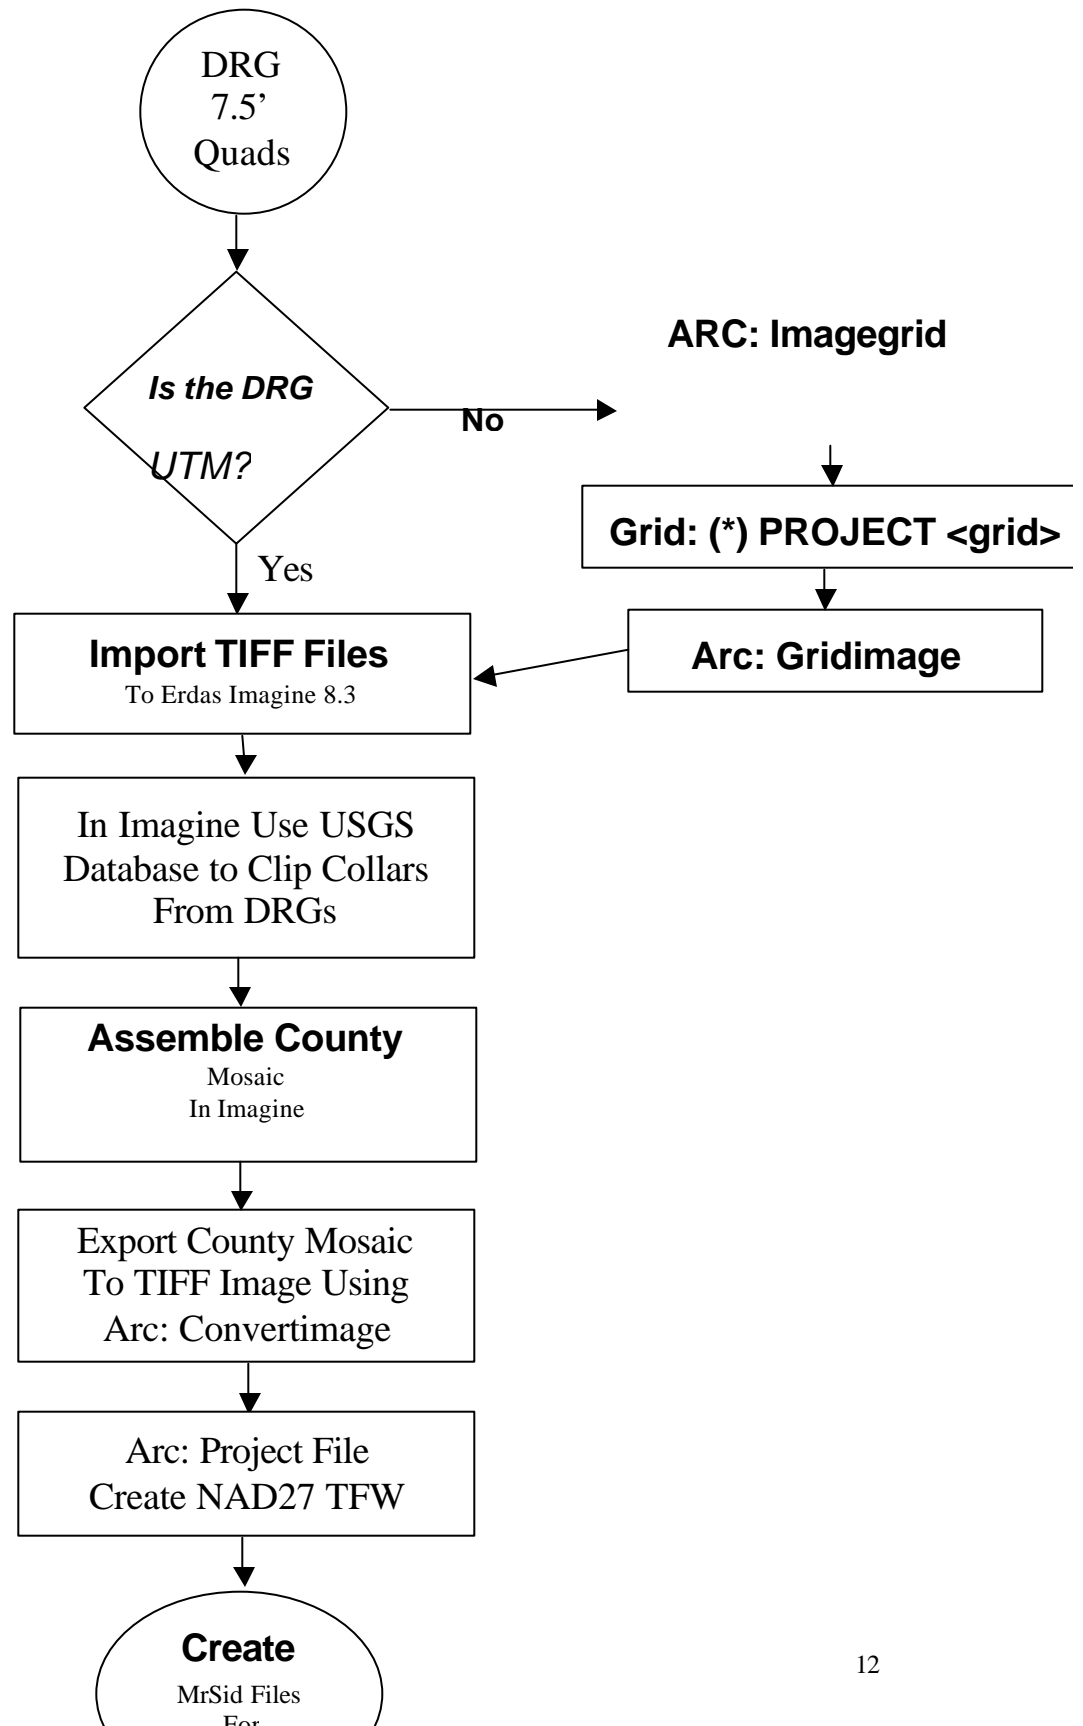 DRG
7.5’
Quads
Is the DRG
UTM?
No
ARC: Imagegrid
Grid: (*) PROJECT <grid>
Arc: Gridimage
Yes
Import TIFF Files
To Erdas Imagine 8.3
In Imagine Use USGS
Database to Clip Collars
From DRGs
Assemble County
Mosaic
In Imagine
Export County Mosaic
To TIFF Image Using
Arc: Convertimage
Arc: Project File
Create NAD27 TFW
Create
MrSid Files
For
12